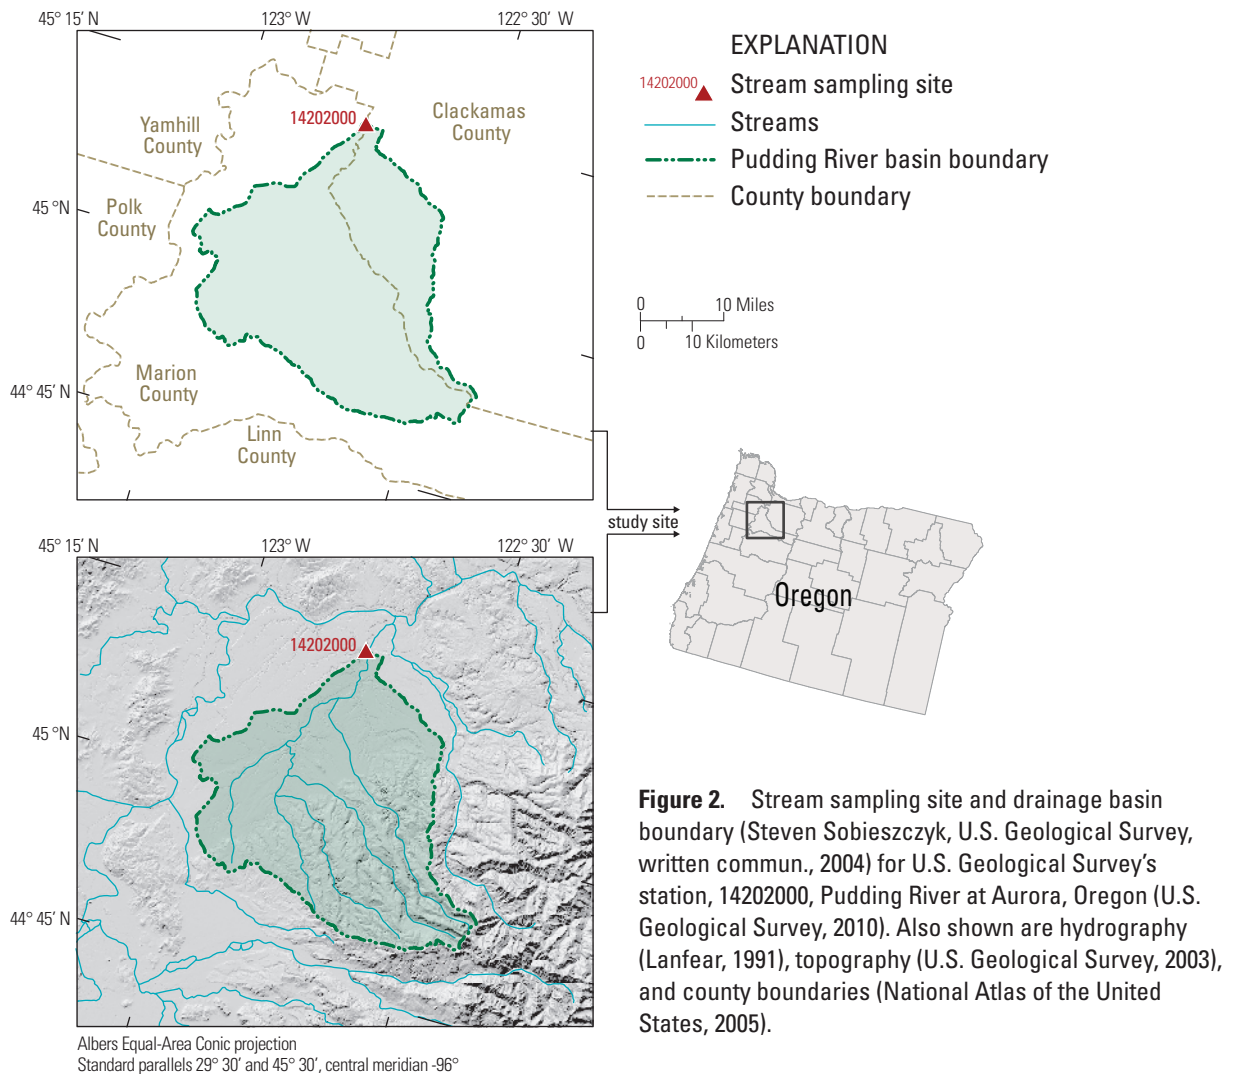 45° 15′ N
123° W
122° 30′ W
14202000
Clackamas
County
Yamhill
County
Polk
County
45 °N
Marion
County
44° 45′ N
Linn
County
EXPLANATION
14202000 Stream sampling site
Streams
Pudding River basin boundary
County boundary
0 10 Miles
0 10 Kilometers
study site
Oregon
45° 15′ N
123° W
122° 30′ W
14202000
45 °N
44° 45′ N
Albers Equal-Area Conic projection
Standard parallels 29° 30′ and 45° 30′, central meridian -96°
Figure 2. Stream sampling site and drainage basin
boundary (Steven Sobieszczyk, U.S. Geological Survey,
written commun., 2004) for U.S. Geological Survey’s
station, 14202000, Pudding River at Aurora, Oregon (U.S.
Geological Survey, 2010). Also shown are hydrography
(Lanfear, 1991), topography (U.S. Geological Survey, 2003),
and county boundaries (National Atlas of the United
States, 2005).